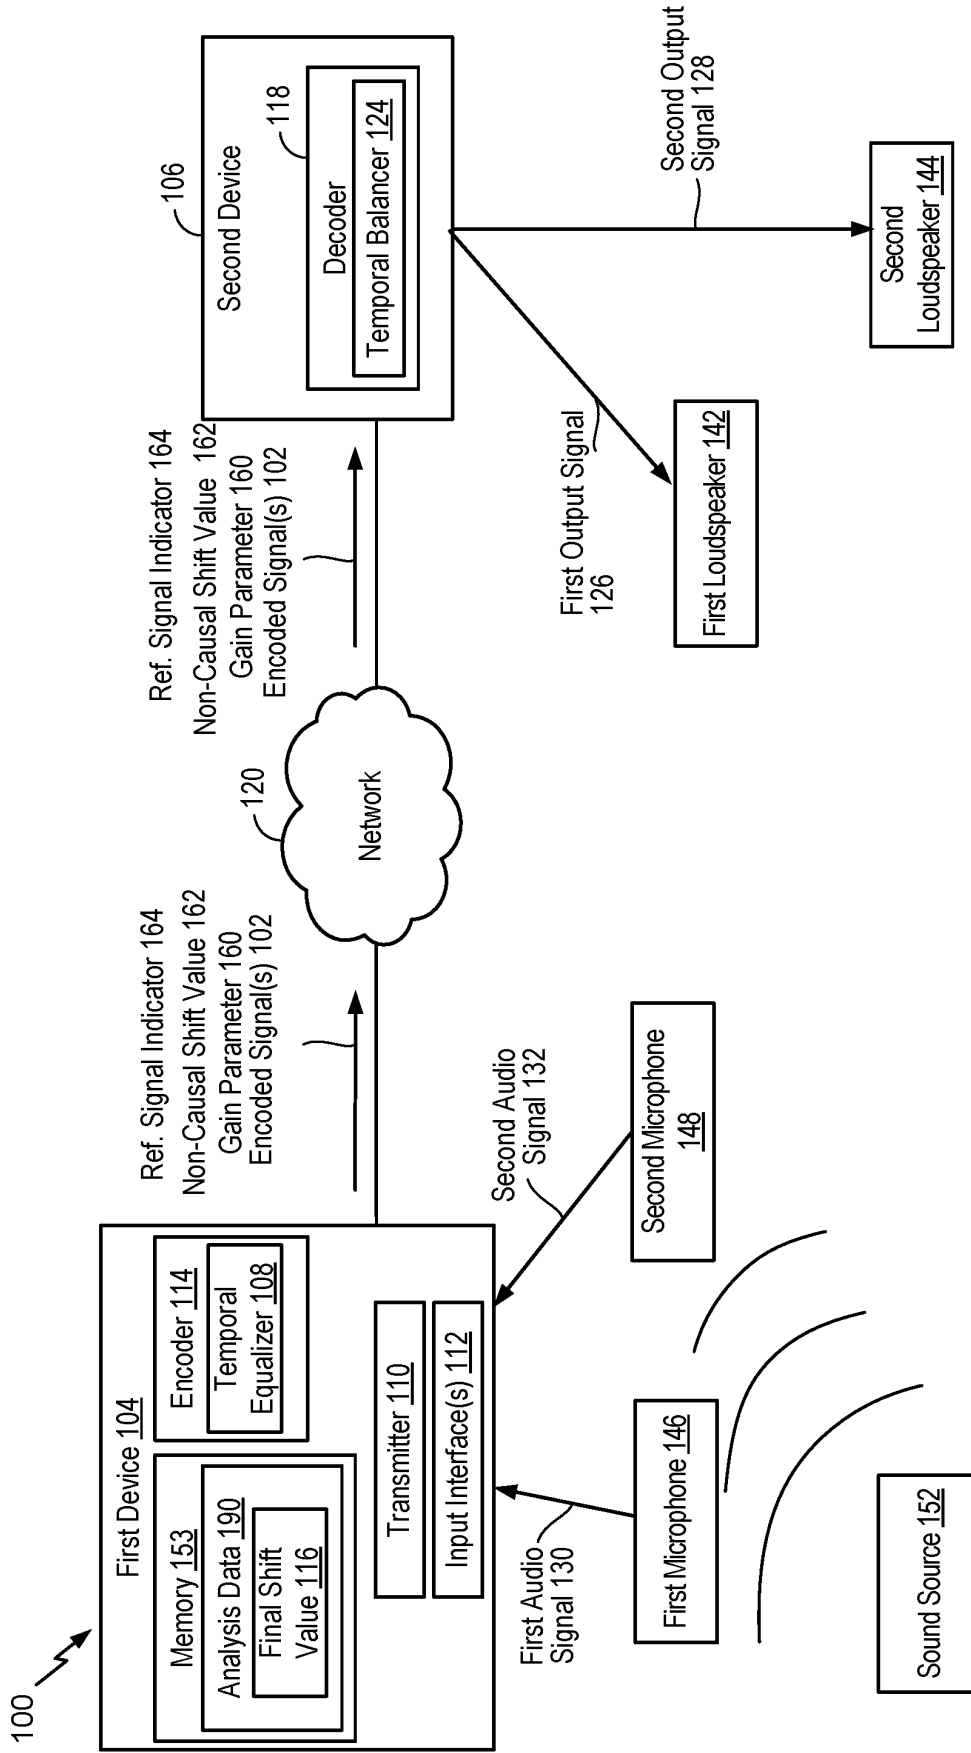 100
First Device 104
Memory 153
Analysis Data 190
Final Shift
Value 116
Encoder 114
Temporal
Equalizer 108
Transmitter 110
Input Interface(s) 112
Ref. Signal Indicator 164
Non-Causal Shift Value 162
Gain Parameter 160
Encoded Signal(s) 102
120
Network
Ref. Signal Indicator 164
Non-Causal Shift Value 162
Gain Parameter 160
Encoded Signal(s) 102
106
Second Device
118
Decoder
Temporal Balancer 124
First Audio
Signal 130
Second Audio
Signal 132
First Microphone 146
Second Microphone
148
Sound Source 152
First Output Signal
126
Second Output
Signal 128
First Loudspeaker 142
Second
Loudspeaker 144